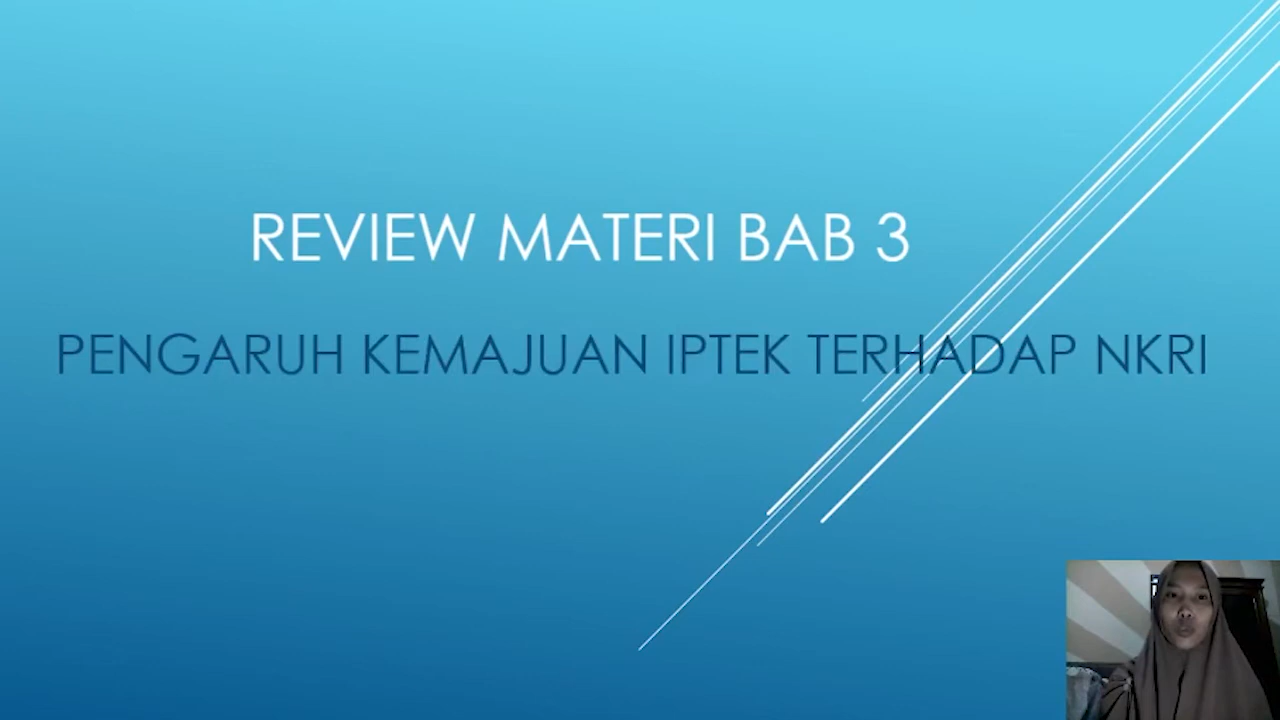 REVIEW MATERI BAB 3
PENGARUH KEMAJUAN IPTEK TERHADAP NKRI